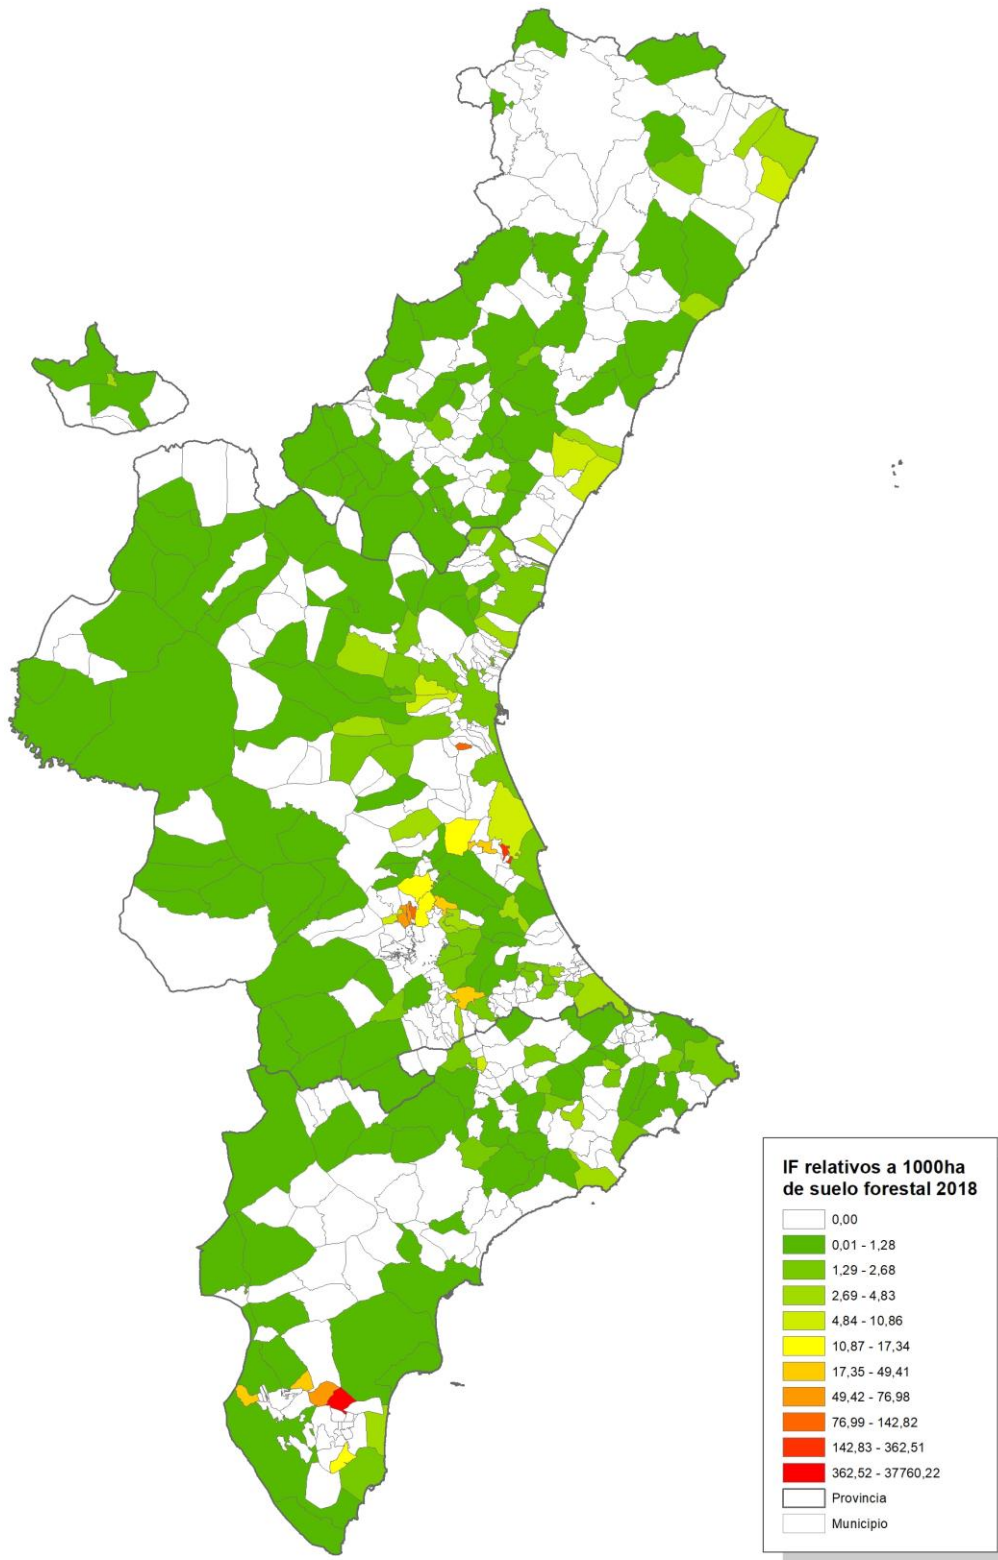 IF relativos a 1000ha
de suelo forestal 2018
0,00
0,01 - 1,28
1,29 - 2,68
2,69 - 4,83
4,84 - 10,86
10,87 - 17,34
17,35 - 49,41
49,42 - 76,98
76,99 - 142,82
142,83 - 362,51
362,52 - 37760,22
Provincia
Municipio